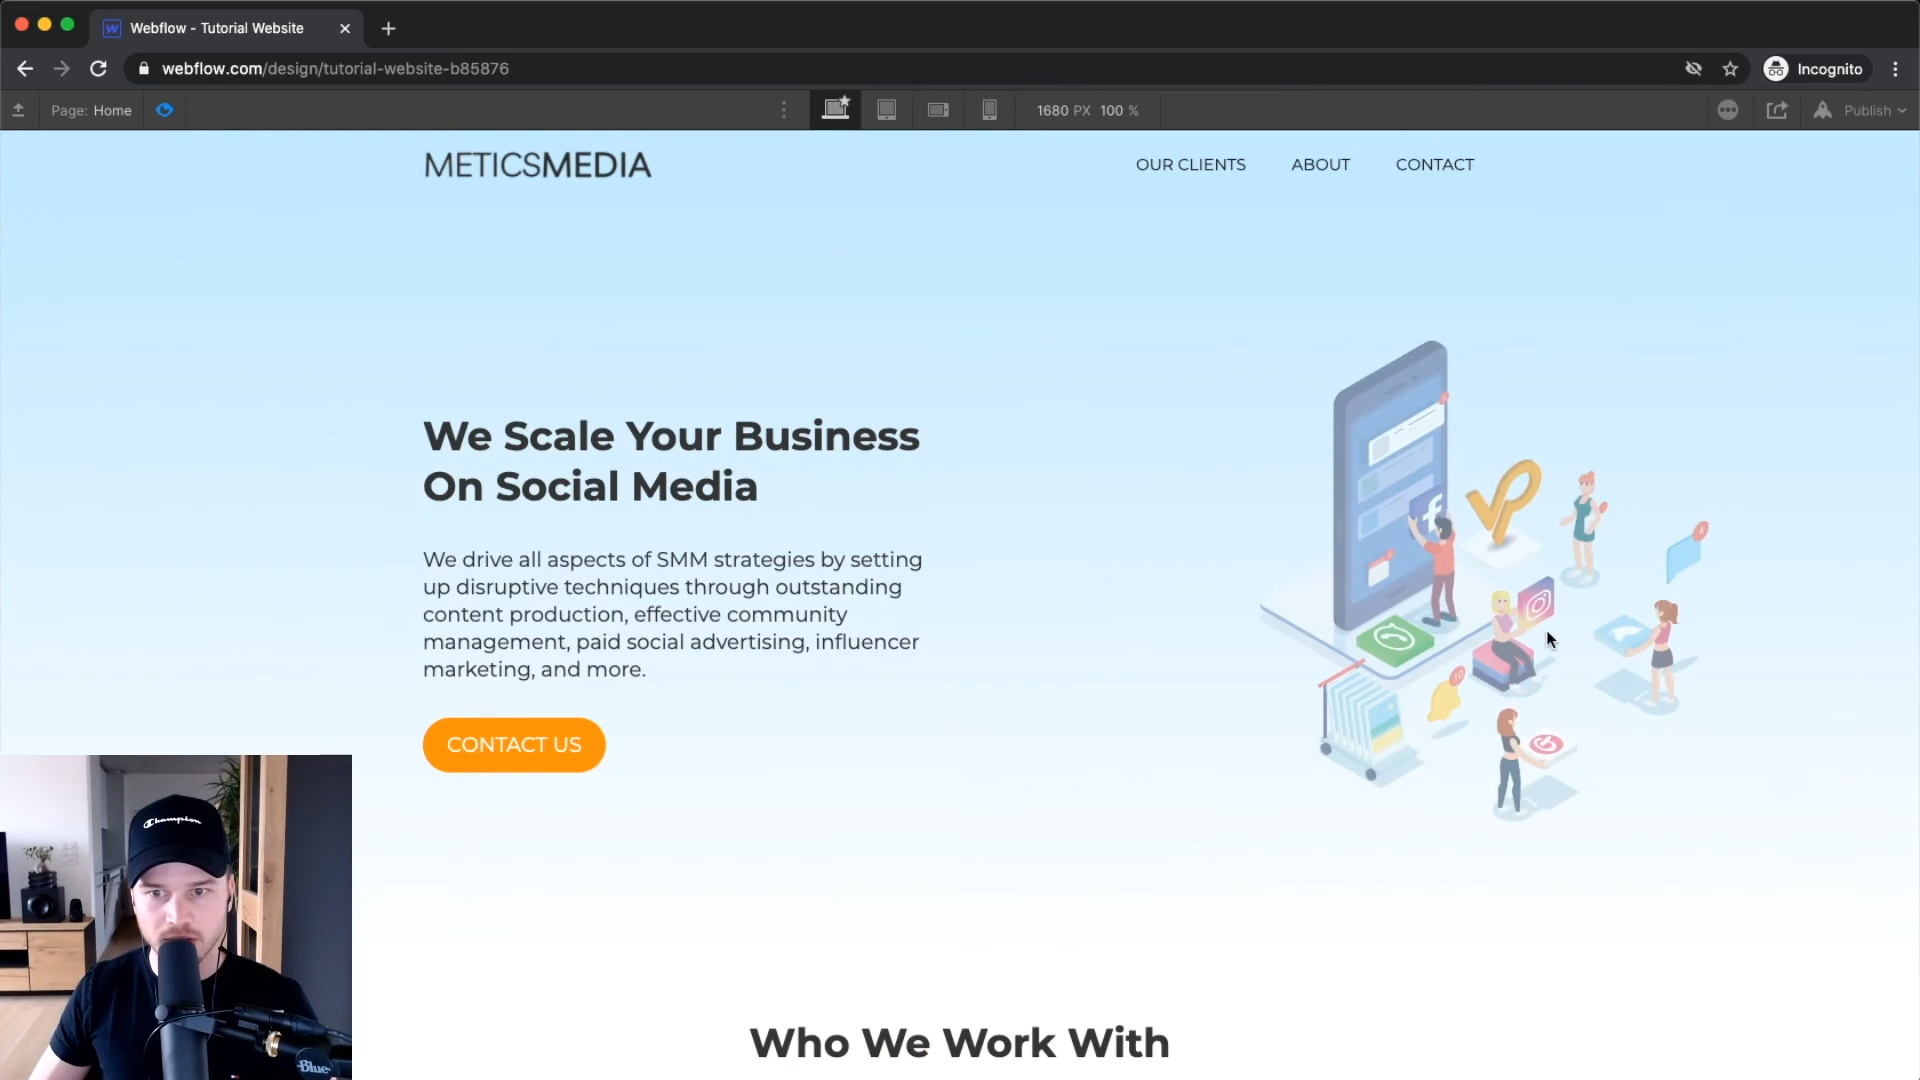 Webflow - Tutorial Website
webflow.com/design/tutorial-website-b85876
Incognito
Page: Home
1680 PX 100 %
Publish
METICSMEDIA
OUR CLIENTS
ABOUT
CONTACT
We Scale Your Business
On Social Media
We drive all aspects of SMM strategies by setting
up disruptive techniques through outstanding
content production, effective community
management, paid social advertising, influencer
marketing, and more.
CONTACT US
10
Champion
Blue
Who We Work With